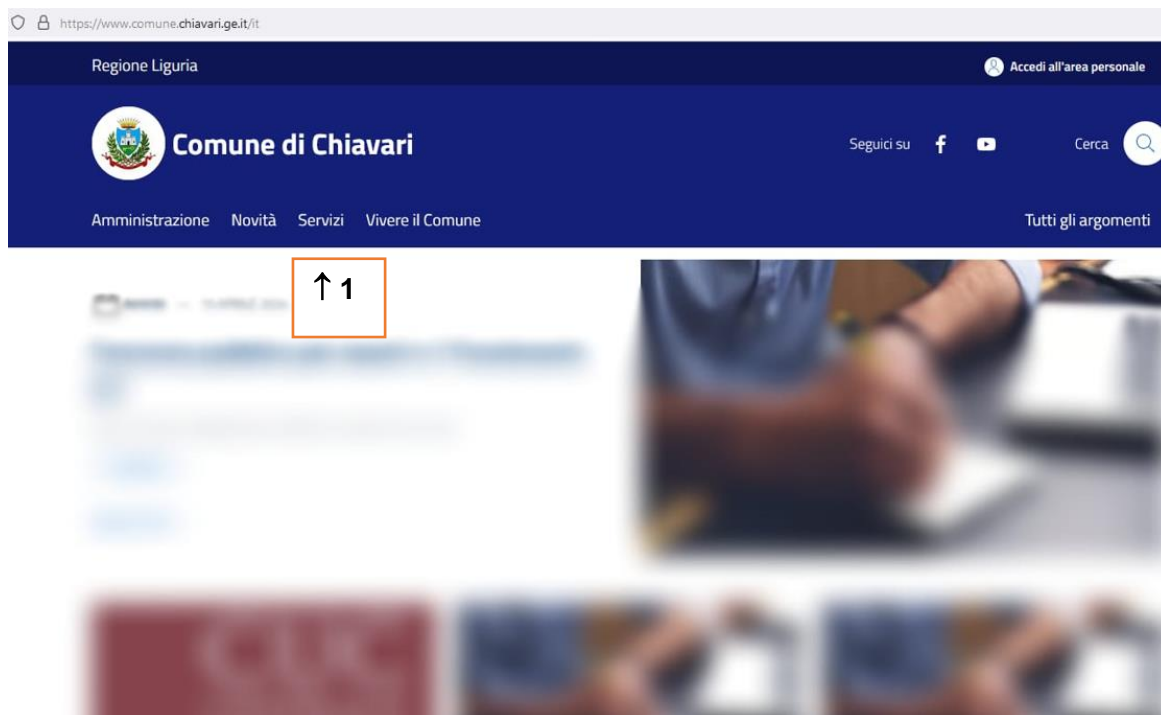 https://www.comune.chiavari.ge.it/it
Regione Liguria
Accedi all'area personale
Comune di Chiavari
Seguici su
Cerca
Amministrazione Novità Servizi Vivere il Comune
Tutti gli argomenti
↑ 1
CUC